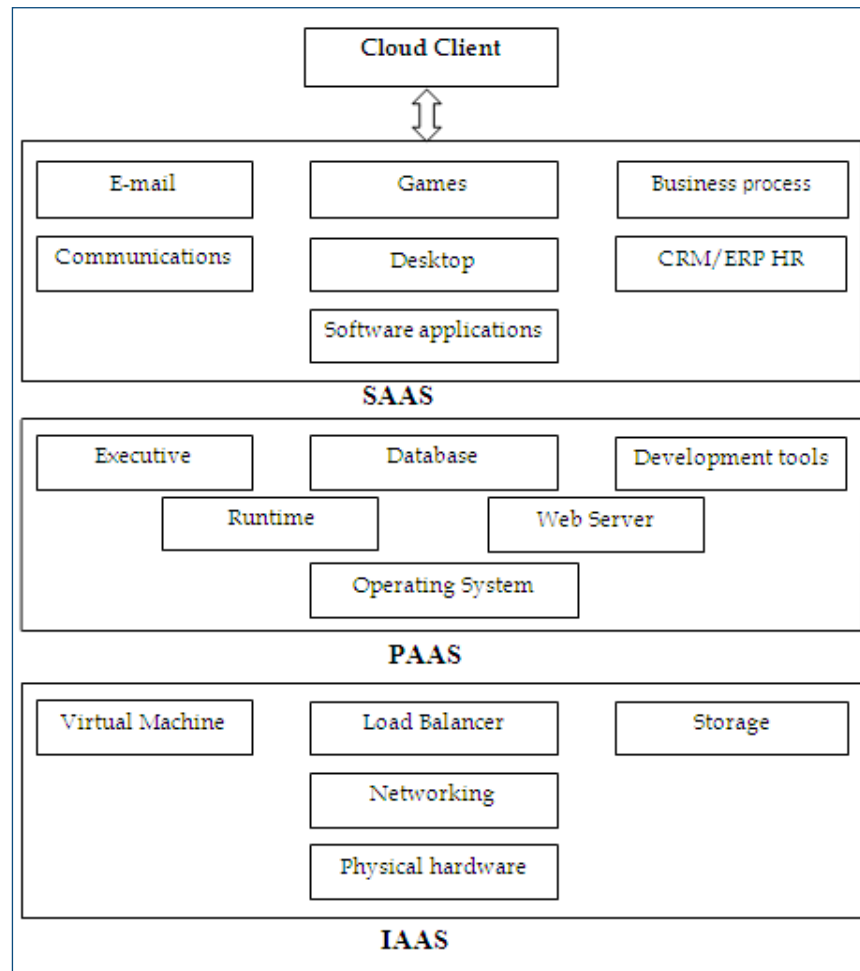 Cloud Client
E-mail
Games
Business process
Communications
Desktop
CRM/ERP HR
Software applications
SAAS
Executive
Database
Development tools
Runtime
Web Server
Operating System
PAAS
Virtual Machine
Load Balancer
Storage
Networking
Physical hardware
IAAS